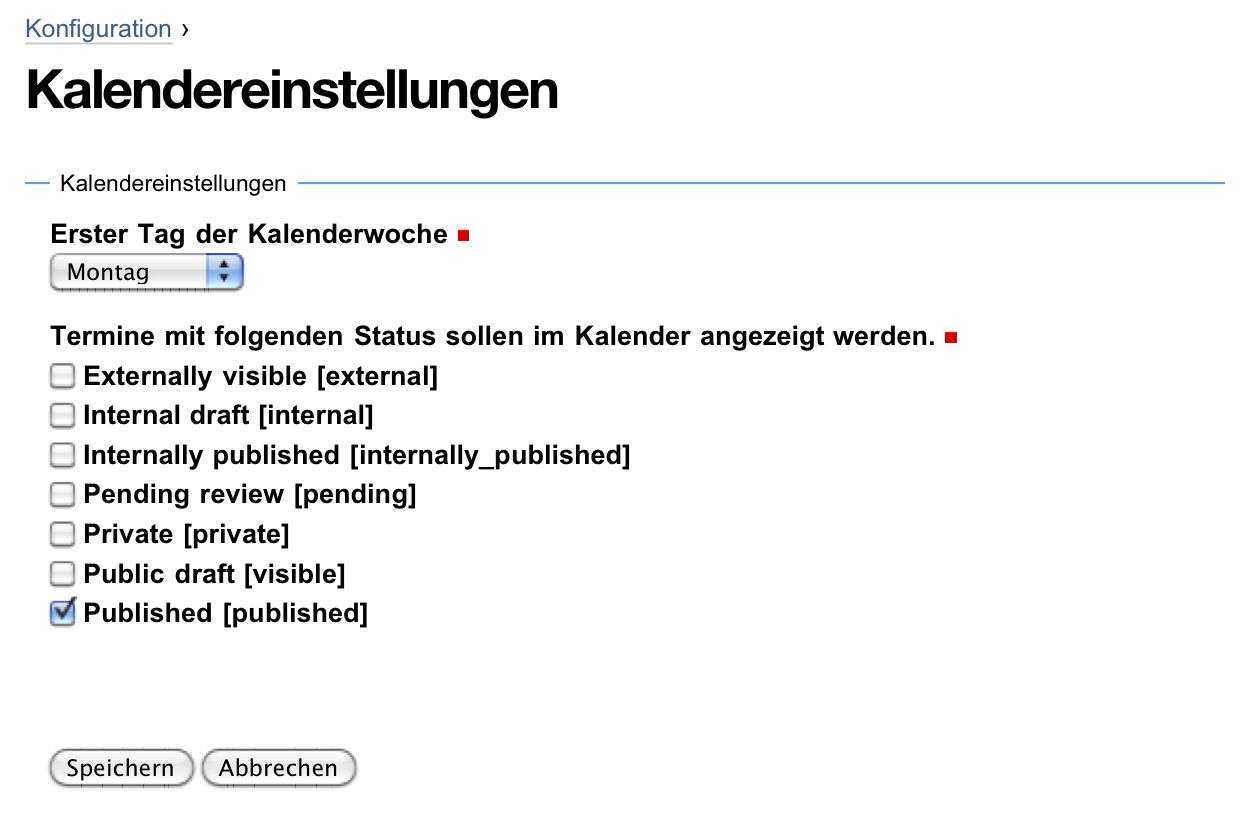 Konfiguration ›
Kalendereinstellungen
Kalendereinstellungen
Erster Tag der Kalenderwoche
Montag
Termine mit folgenden Status sollen im Kalender angezeigt werden.
Externally visible [external]
Internal draft [internal]
Internally published [internally_published]
Pending review [pending]
Private [private]
Public draft [visible]
Published [published]
Speichern Abbrechen